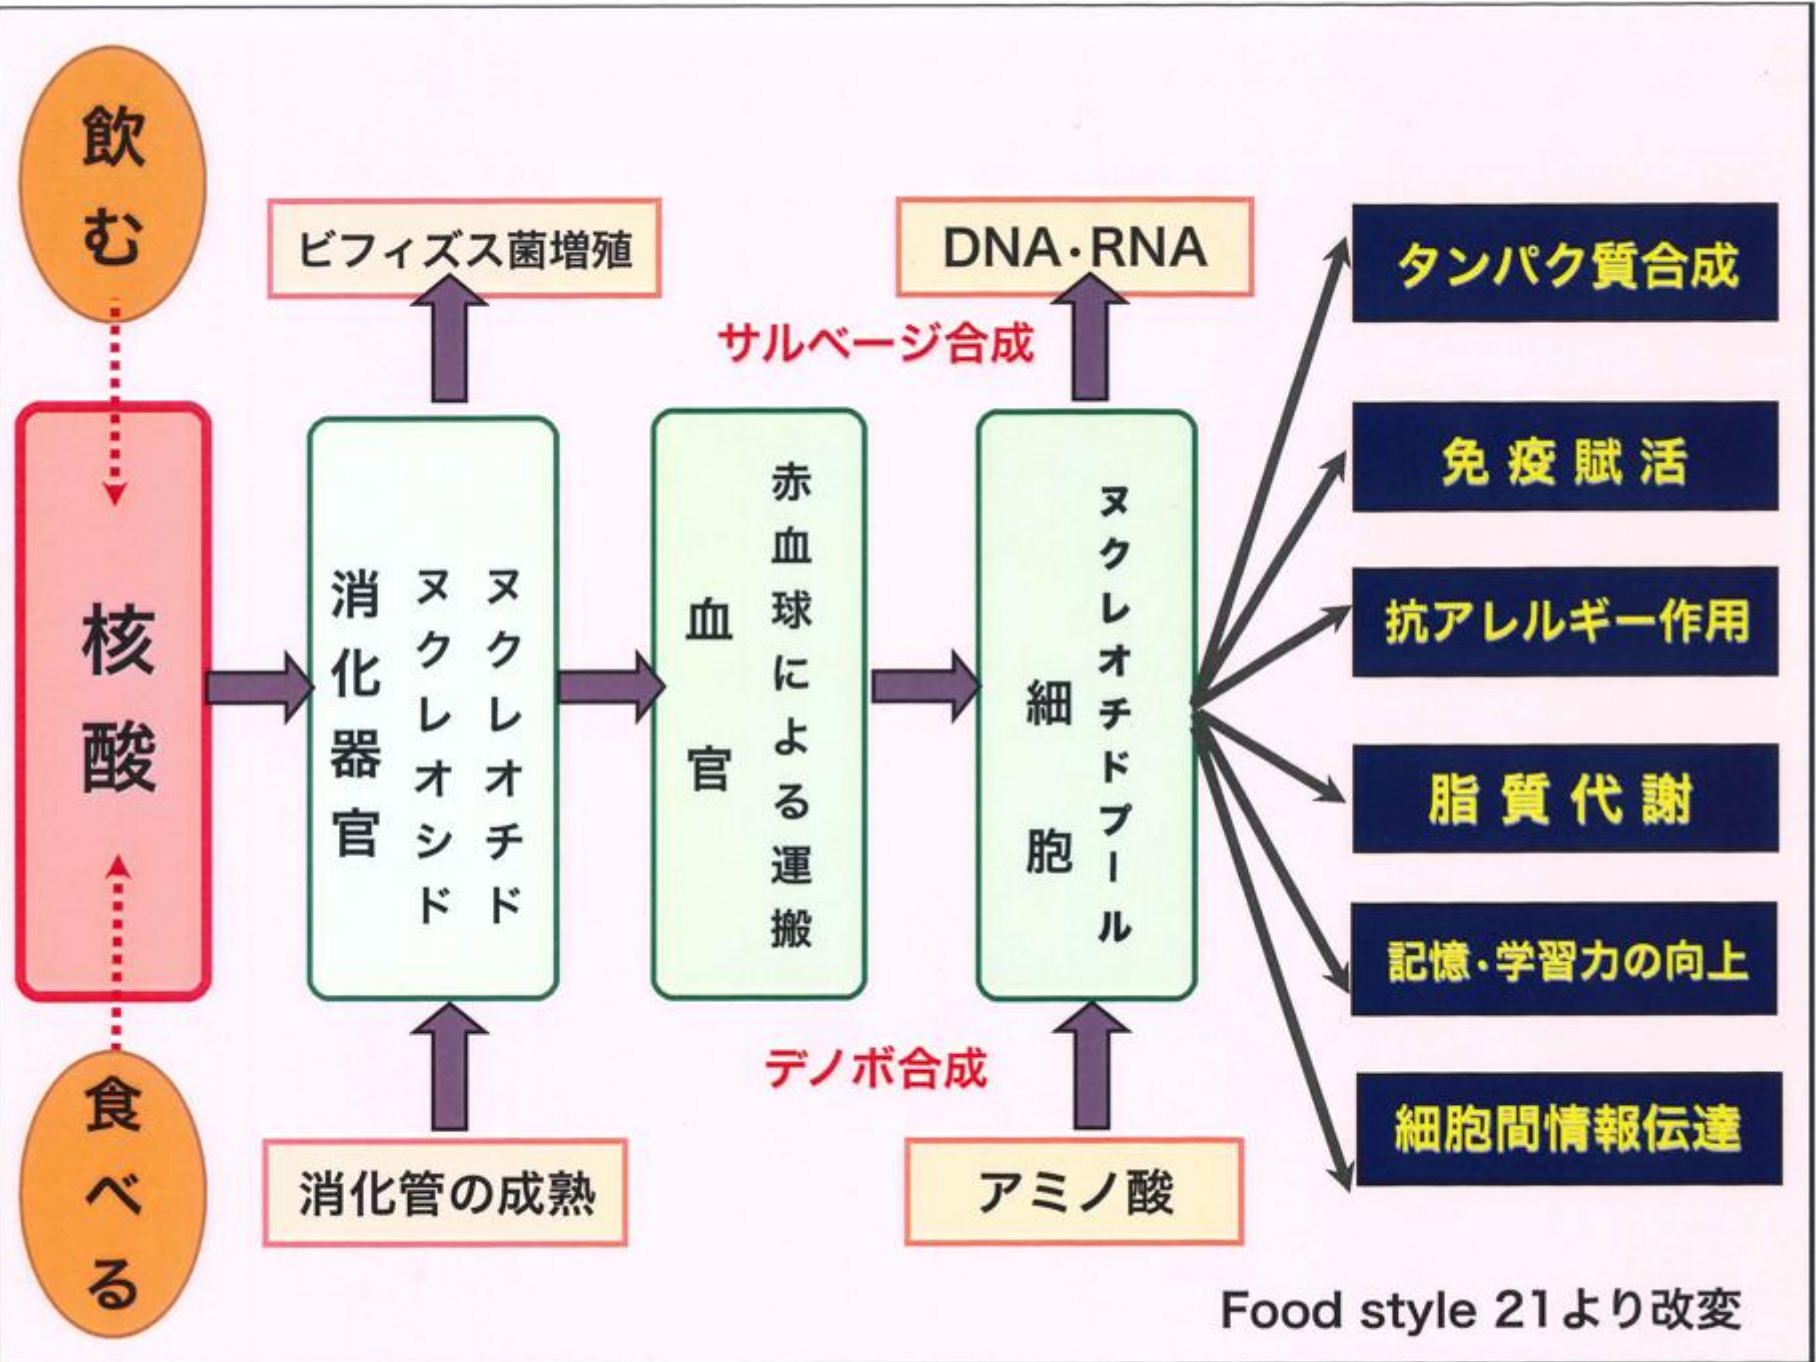 飲む
核酸
食べる
ビフィズス菌増殖
消化器官
ヌクレオシド
ヌクレオチド
消化管の成熟
血官
赤血球による運搬
サルベージ合成
DNA・RNA
細胞
ヌクレオチドプール
デノボ合成
アミノ酸
タンパク質合成
免疫賦活
抗アレルギー作用
脂質代謝
記憶・学習力の向上
細胞間情報伝達
Food style 21より改変